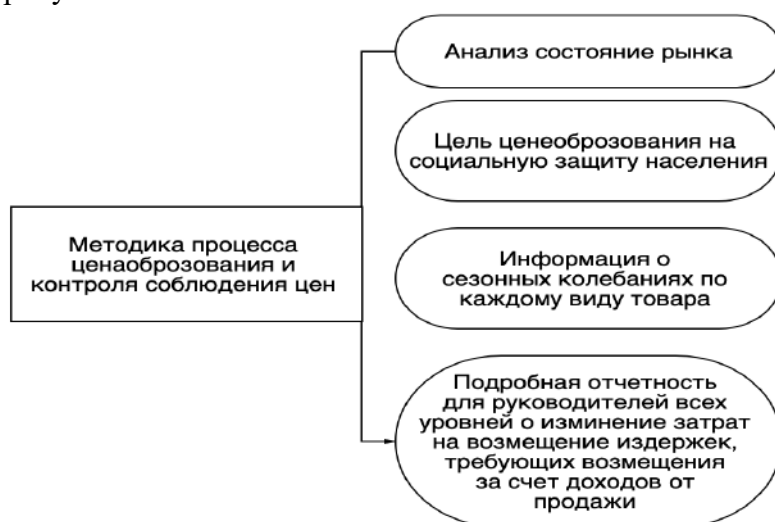 Анализ состояние рынка
Цель ценеоброзования на
социальную защиту населения
Методика процесса
ценаоброзования и
контроля соблюдения цен
Информация о
сезонных колебаниях по
каждому виду товара
Подробная отчетность
для руководителей всех
уровней о изминение затрат
на возмещение издержек,
требующих возмещения
за счет доходов от
продажи